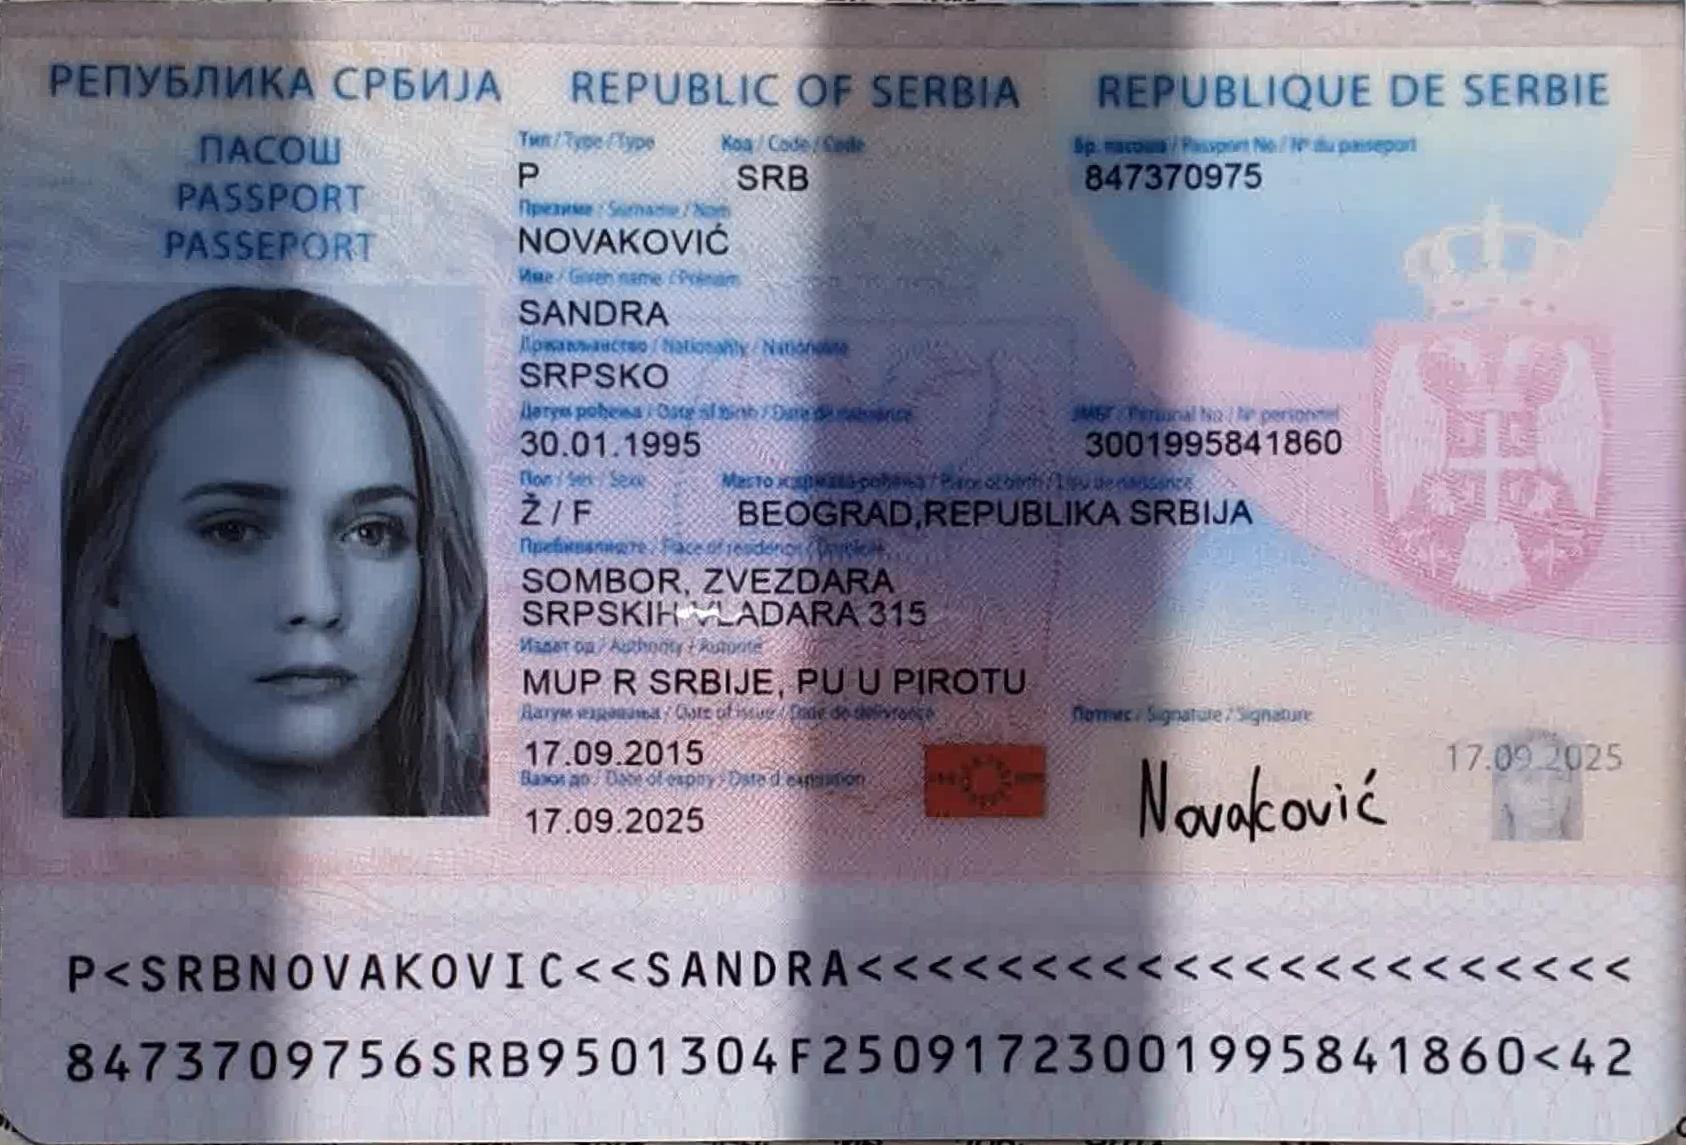 РЕПУБЛИКА СРБИЈА REPUBLIC OF SERBIA REPUBLIQUE DE SERBIE
ПАСОШ
PASSPORT
PASSEPORT
Тип / Type / Type Код / Code / Code Бр. пасоша / Passport No / Nº du passeport
P SRB 847370975
Презиме / Surname / Nom
NOVAKOVIĆ
Име / Given name / Prénom
SANDRA
Држављанство / Nationality / Nationalité
SRPSKO
Датум рођења / Date of birth / Date de naissance ЈМБГ / Personal No / Nº personnel
30.01.1995 3001995841860
Пол / Sex / Sexe Место рођења / Place of birth / Lieu de naissance
Ž / F BEOGRAD,REPUBLIKA SRBIJA
Пребивалиште / Place of residence / Domicile
SOMBOR, ZVEZDARA
SRPSKIH VLADARA 315
Издат од / Authority / Autorité
MUP R SRBIJE, PU U PIROTU
Датум издавања / Date of issue / Date de délivrance Потпис / Signature / Signature
17.09.2015
Важи до / Date of expiry / Date d'expiration
17.09.2025
Novaković
17.09.2025
P<SRBNOVAKOVIC<<SANDRA<<<<<<<<<<<<<<<<<<<<<
8473709756SRB9501304F25091723001995841860<42